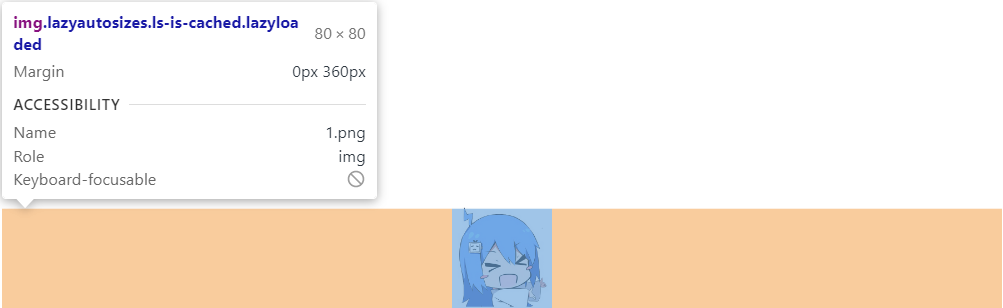 img.lazyautosizes.ls-is-cached.lazyloa
ded 80 × 80
Margin 0px 360px
ACCESSIBILITY
Name 1.png
Role img
Keyboard-focusable